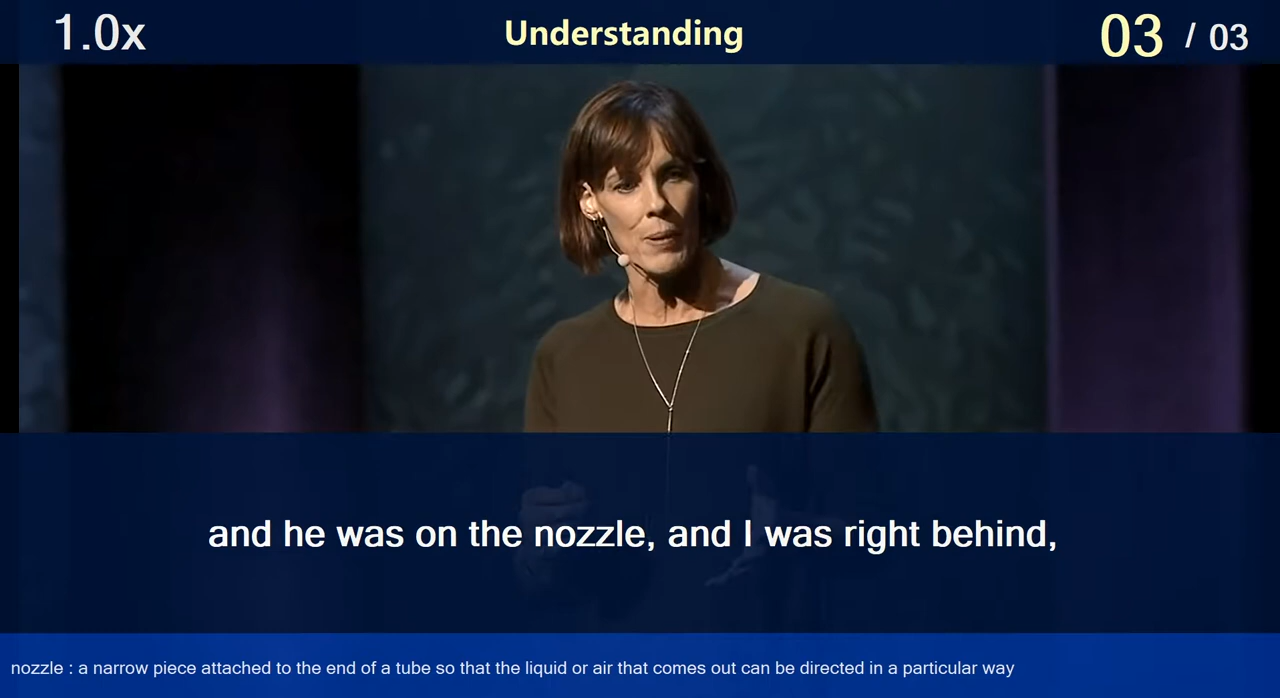 1.0x
Understanding
03 / 03
and he was on the nozzle, and I was right behind,
nozzle : a narrow piece attached to the end of a tube so that the liquid or air that comes out can be directed in a particular way